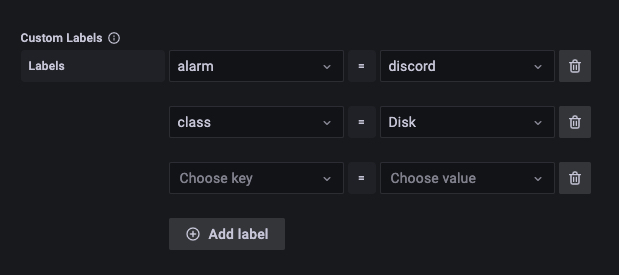 Custom Labels
Labels
alarm = discord
class = Disk
Choose key = Choose value
Add label